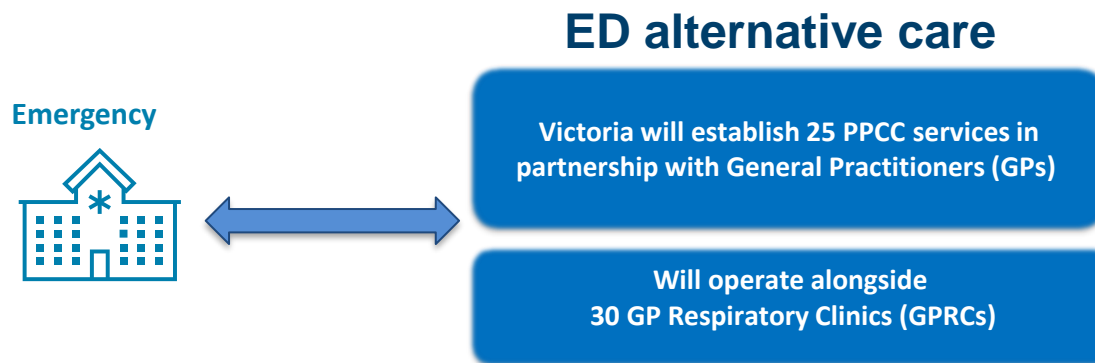 ED alternative care
Emergency
Victoria will establish 25 PPCC services in
partnership with General Practitioners (GPs)
Will operate alongside
30 GP Respiratory Clinics (GPRCs)